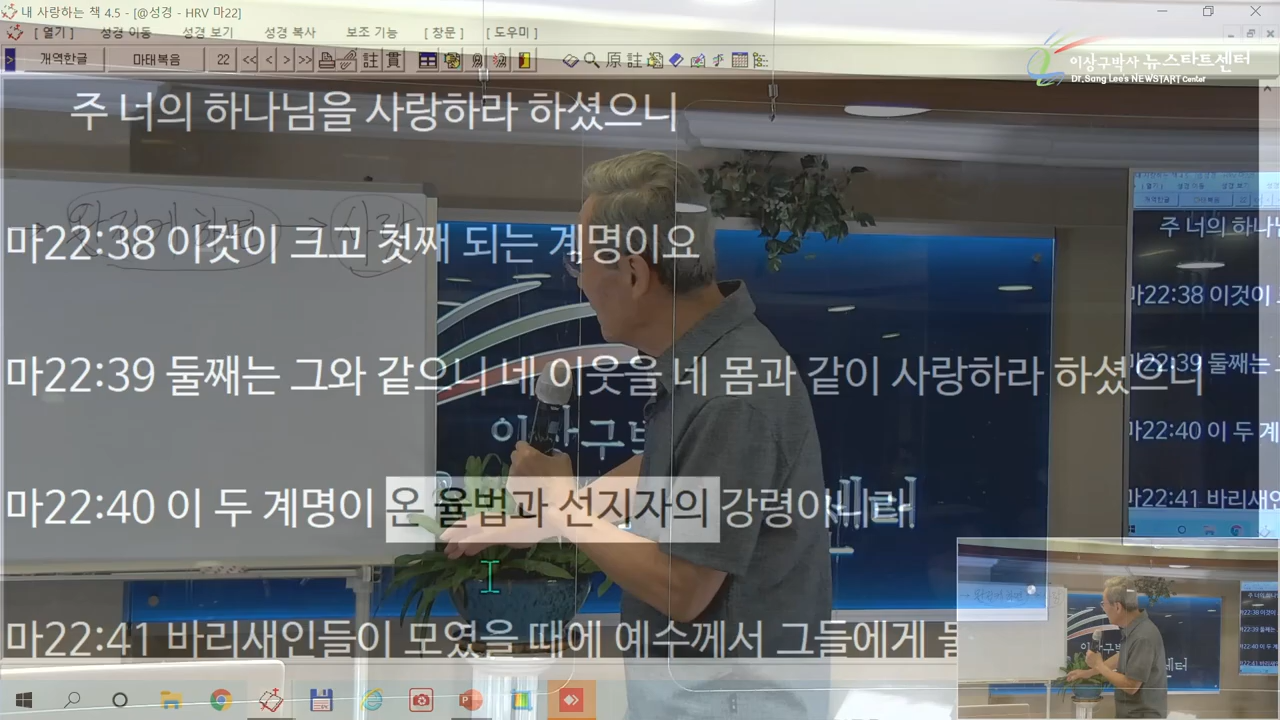 내 사랑하는 책 4.5 - [@성경 - HRV 마22]
[ 열기 ] 성경 이동 성경 보기 성경 복사 보조 기능 [ 창문 ] [ 도우미 ]
개역한글 마태복음 22 << < > >> 註 貫 原 註
이상구박사 뉴스타트센터
Dr. Sang Lee's NEWSTART Center
주 너의 하나님을 사랑하라 하셨으니
마22:38 이것이 크고 첫째 되는 계명이요
마22:39 둘째는 그와 같으니 네 이웃을 네 몸과 같이 사랑하라 하셨으니
마22:40 이 두 계명이 온 율법과 선지자의 강령이니라
마22:41 바리새인들이 모였을 때에 예수께서 그들에게
주 너의 하나님
마22:38 이것이
마22:39 둘째는
마22:40 이 두 계
마22:41 바리새인